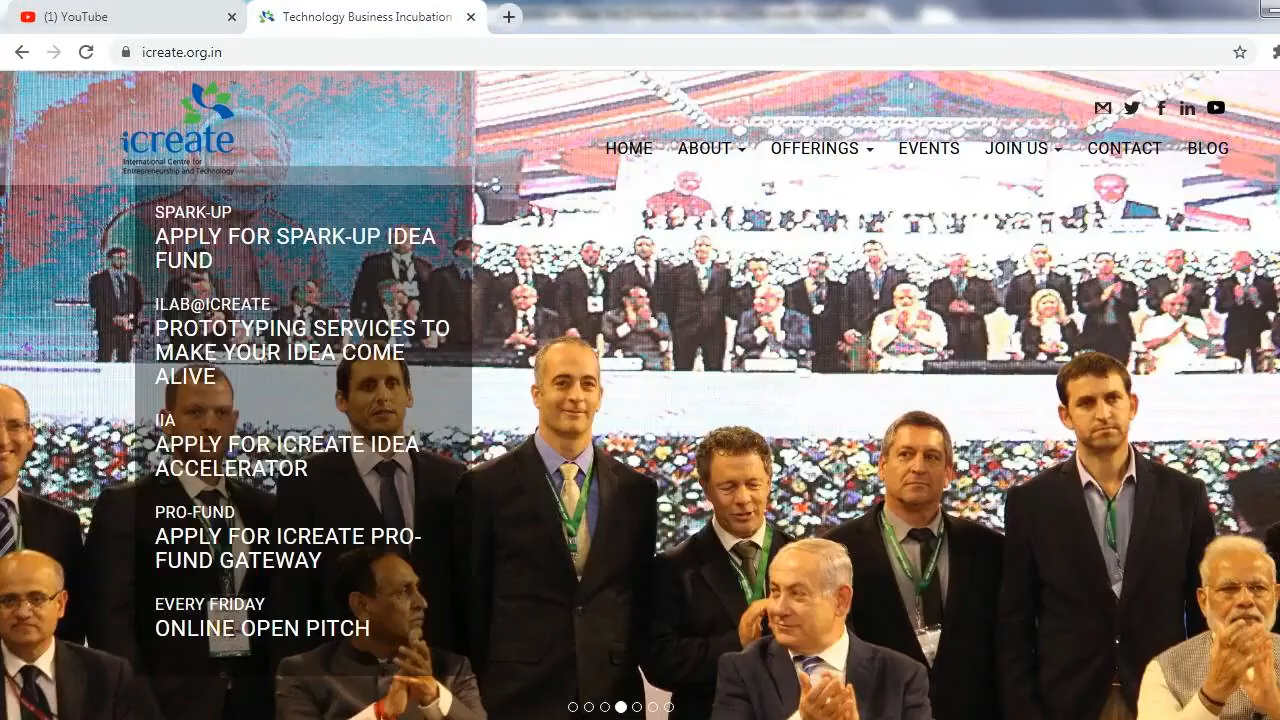 (1) YouTube
Technology Business Incubation
icreate.org.in
icreate
International Centre for
Entrepreneurship and Technology
HOME ABOUT OFFERINGS EVENTS JOIN US CONTACT BLOG
SPARK-UP
APPLY FOR SPARK-UP IDEA
FUND
ILAB@ICREATE
PROTOTYPING SERVICES TO
MAKE YOUR IDEA COME
ALIVE
IIA
APPLY FOR ICREATE IDEA
ACCELERATOR
PRO-FUND
APPLY FOR ICREATE PRO-
FUND GATEWAY
EVERY FRIDAY
ONLINE OPEN PITCH